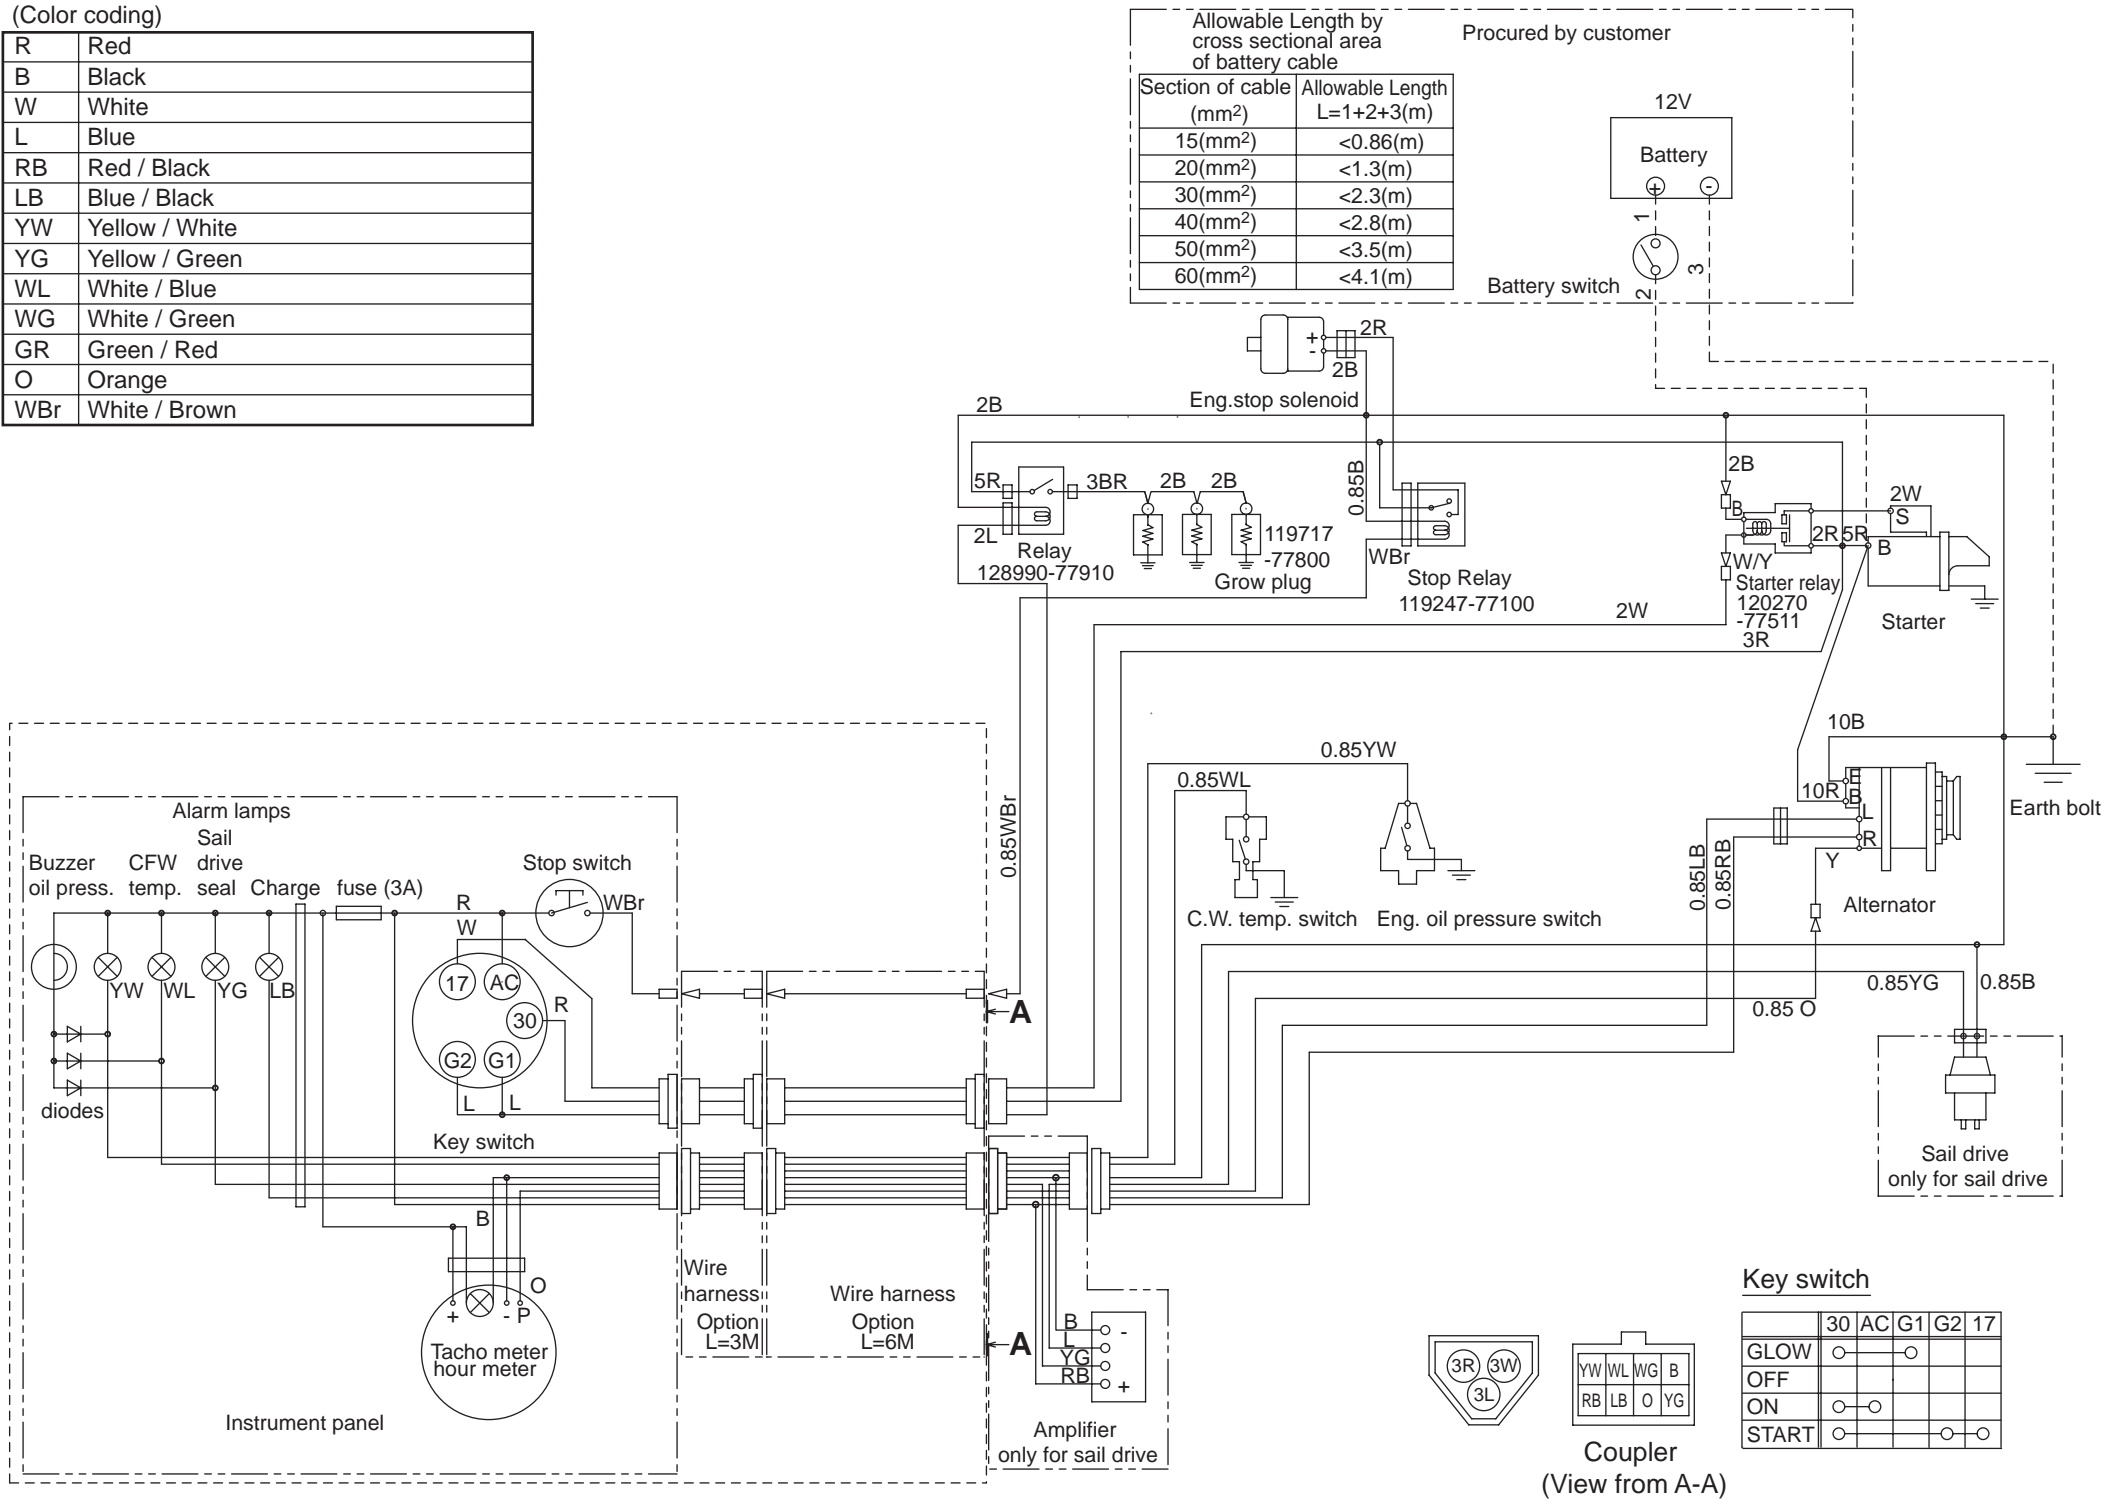 (Color coding)
R Red
B Black
W White
L Blue
RB Red / Black
LB Blue / Black
YW Yellow / White
YG Yellow / Green
WL White / Blue
WG White / Green
GR Green / Red
O Orange
WBr White / Brown
Allowable Length by
cross sectional area
of battery cable
Procured by customer
Section of cable (mm2) Allowable Length L=1+2+3(m)
15(mm2) <0.86(m)
20(mm2) <1.3(m)
30(mm2) <2.3(m)
40(mm2) <2.8(m)
50(mm2) <3.5(m)
60(mm2) <4.1(m)
12V
Battery
+ -
1
3
2
Battery switch
+
-
2R
2B
Eng.stop solenoid
2B
5R
3BR
2B
2B
2L
Relay
128990-77910
119717
-77800
Grow plug
0.85B
WBr
Stop Relay
119247-77100
2B
B
W/Y
2R
5R
Starter relay
120270
-77511
2W
3R
2W
S
B
Starter
10B
E
B
10R
L
R
Y
Alternator
Earth bolt
0.85YW
0.85WL
0.85WBr
C.W. temp. switch
Eng. oil pressure switch
0.85LB
0.85RB
0.85YG
0.85B
0.85 O
Sail drive
only for sail drive
Alarm lamps
Buzzer
oil press.
CFW
temp.
Sail
drive
seal
Charge
fuse (3A)
Stop switch
R
W
WBr
17
AC
30
G2
G1
R
YW
WL
YG
LB
diodes
L
L
Key switch
B
O
+
- P
Tacho meter
hour meter
Instrument panel
Wire
harness
Option
L=3M
Wire harness
Option
L=6M
A
A
B
-
L
YG
RB
+
Amplifier
only for sail drive
3R 3W
3L
YW WL WG B
RB LB O YG
Coupler
(View from A-A)
Key switch
30 AC G1 G2 17
GLOW
OFF
ON
START